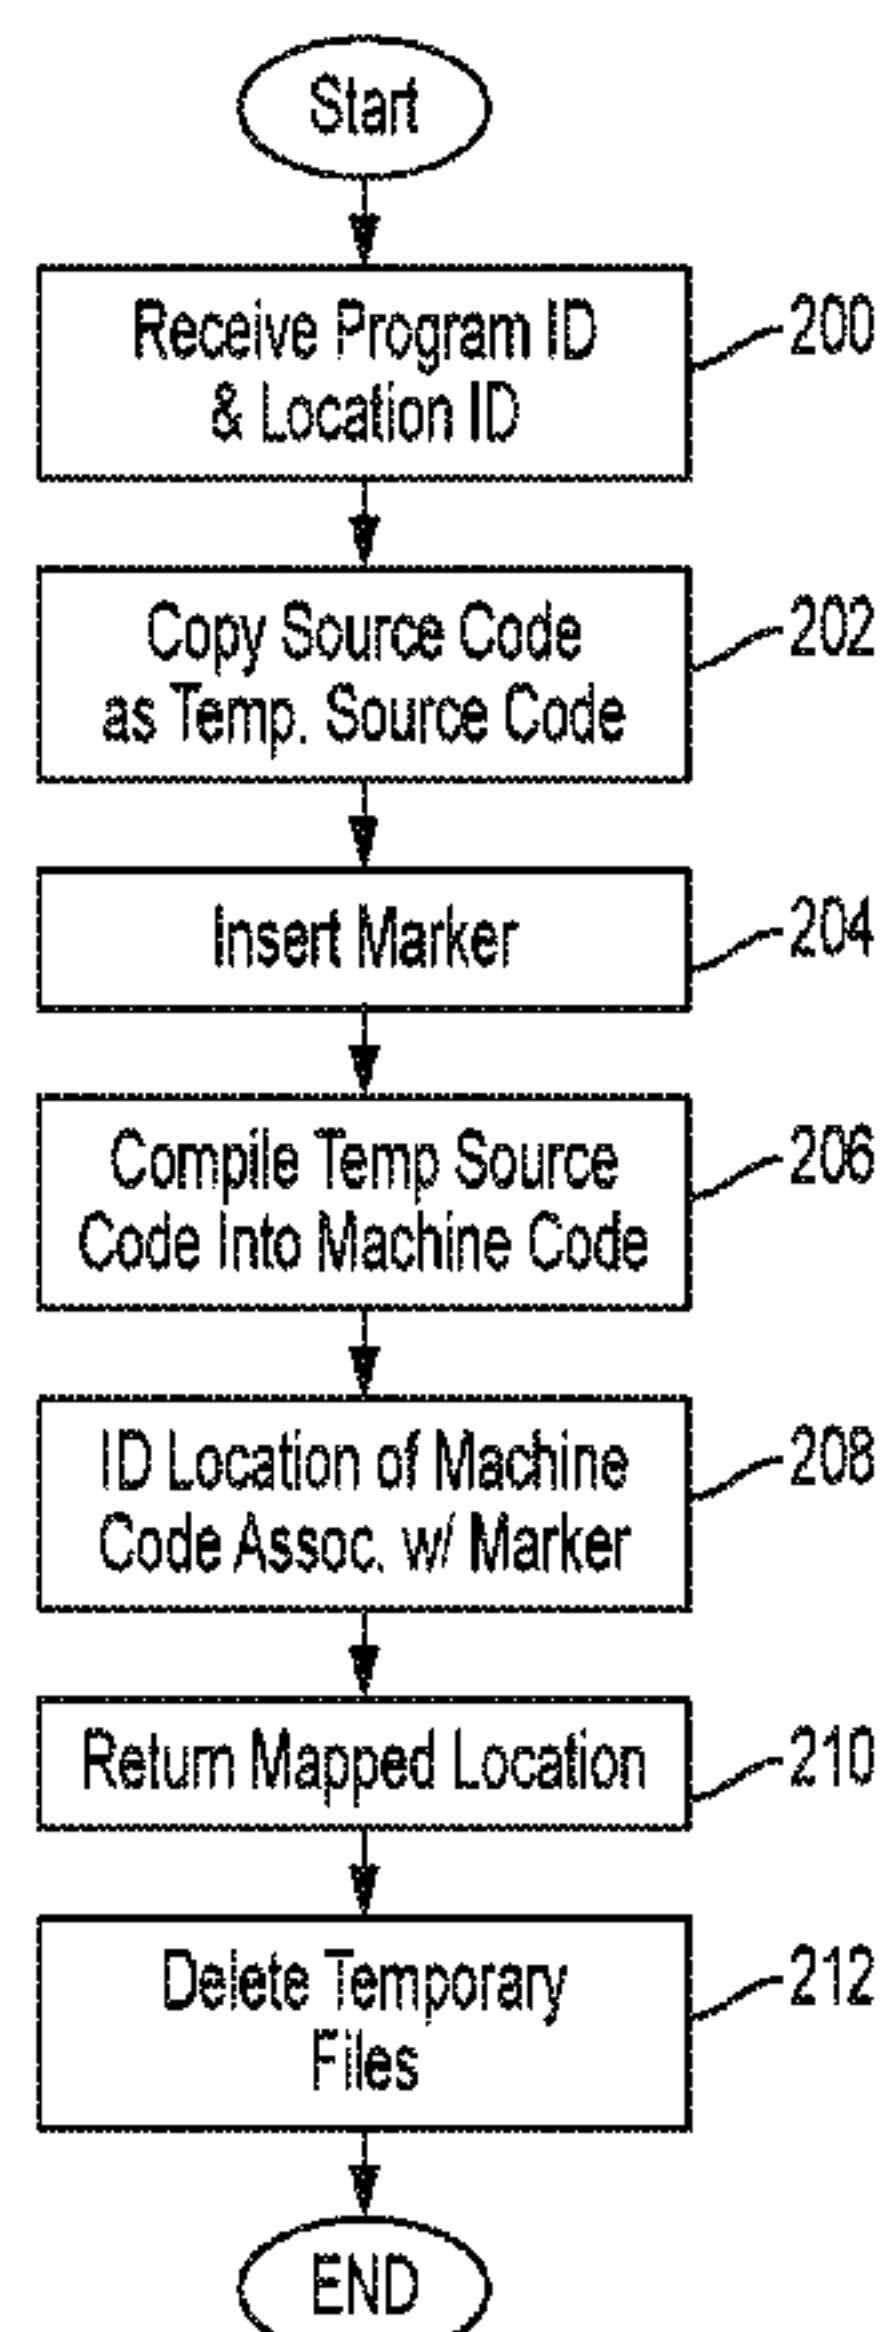 Start
Receive Program ID
& Location ID
200
Copy Source Code
as Temp. Source Code
202
Insert Marker
204
Compile Temp Source
Code Into Machine Code
206
ID Location of Machine
Code Assoc. w/ Marker
208
Return Mapped Location
210
Delete Temporary
Files
212
END